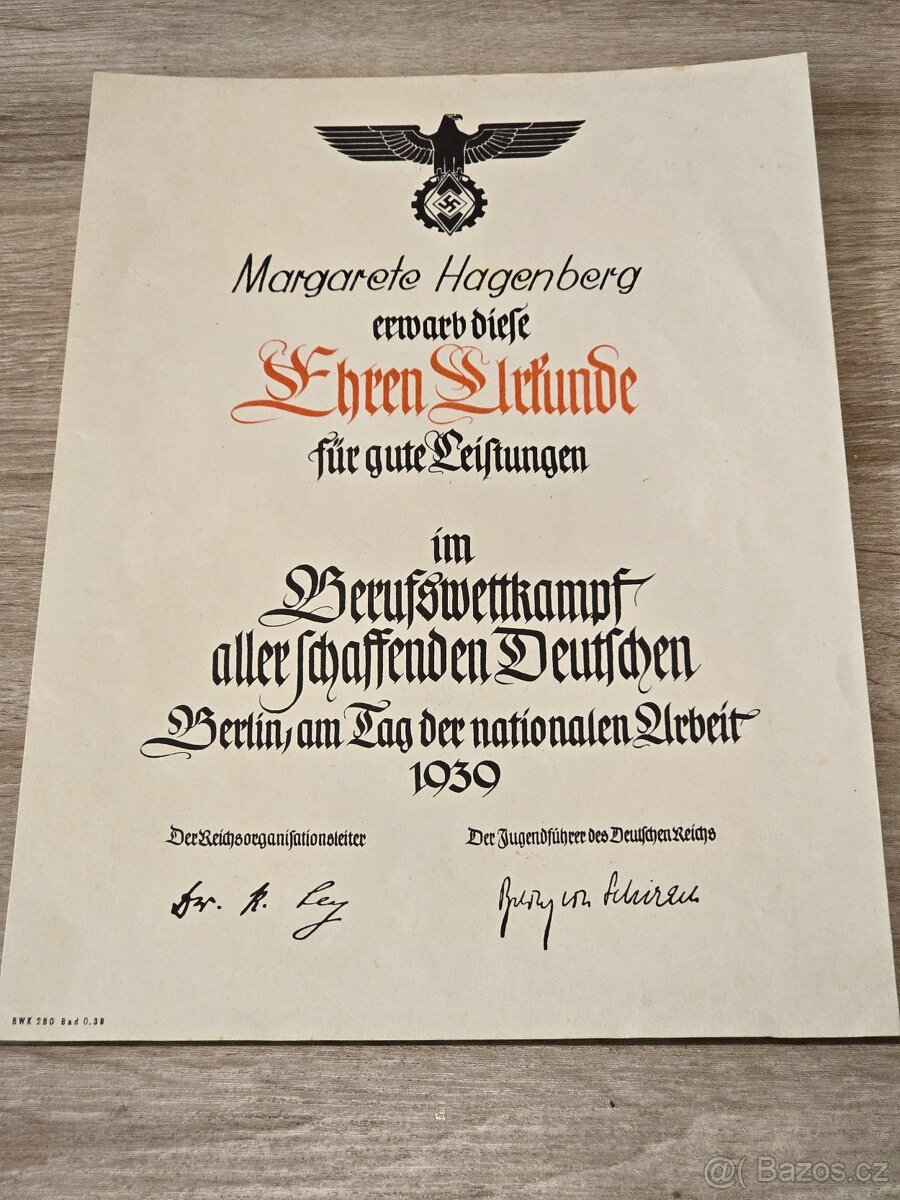 Margarete Hagenberg
erwarb diese
Ehren Urkunde
für gute Leistungen
im
Berufswettkampf
aller schaffenden Deutschen
Berlin, am Tag der nationalen Arbeit
1939
Der Reichsorganisationsleiter
Der Jugendführer des Deutschen Reichs
Dr. R. Ley
Baldur von Schirach
BWK 280 Bad 0.39
@( Bazos.cz